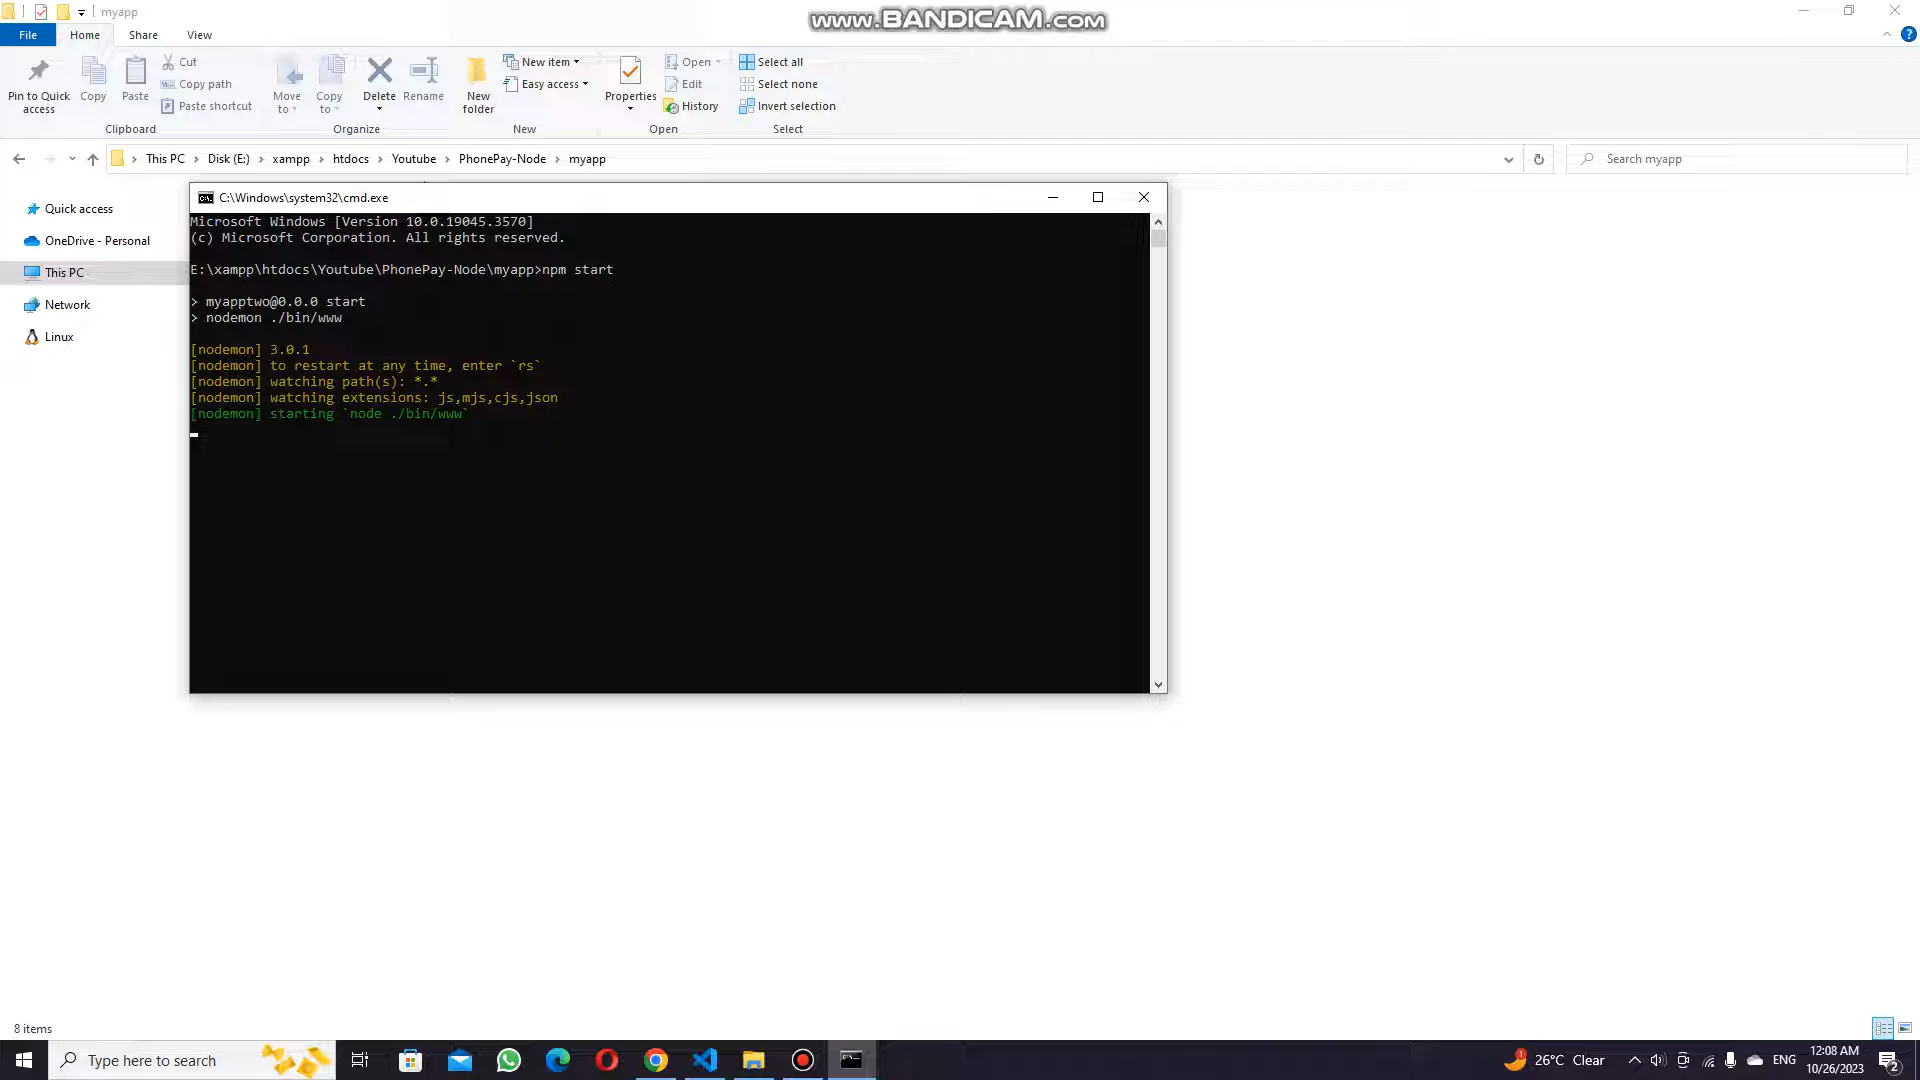 myapp
www.BANDICAM.com
File Home Share View
Pin to Quick access
Copy
Paste
Cut
Copy path
Paste shortcut
Clipboard
Move to
Copy to
Delete
Rename
Organize
New folder
New item
Easy access
New
Properties
Open
Edit
History
Open
Select all
Select none
Invert selection
Select
This PC > Disk (E:) > xampp > htdocs > Youtube > PhonePay-Node > myapp
Search myapp
Quick access
OneDrive - Personal
This PC
Network
Linux
C:\Windows\system32\cmd.exe
Microsoft Windows [Version 10.0.19045.3570]
(c) Microsoft Corporation. All rights reserved.
E:\xampp\htdocs\Youtube\PhonePay-Node\myapp>npm start
> myapptwo@0.0.0 start
> nodemon ./bin/www
[nodemon] 3.0.1
[nodemon] to restart at any time, enter `rs`
[nodemon] watching path(s): *.*
[nodemon] watching extensions: js,mjs,cjs,json
[nodemon] starting `node ./bin/www`
8 items
Type here to search
26°C Clear
ENG
12:08 AM
10/26/2023
2